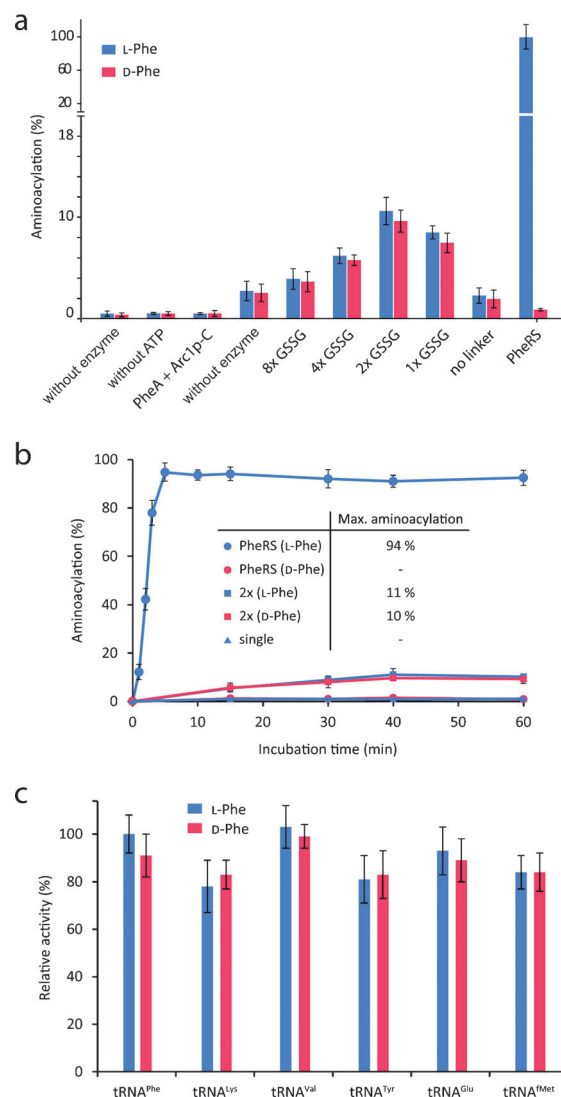 a
100
60
20
18
10
0
Aminoacylation (%)
L-Phe
D-Phe
without enzyme
without ATP
PheA + Arc1p-C
without enzyme
8x GSSG
4x GSSG
2x GSSG
1x GSSG
no linker
PheRS
b
100
80
60
40
20
0
Aminoacylation (%)
Max. aminoacylation
PheRS (L-Phe) 94 %
PheRS (D-Phe) -
2x (L-Phe) 11 %
2x (D-Phe) 10 %
single -
0 10 20 30 40 50 60
Incubation time (min)
c
L-Phe
D-Phe
100
80
60
40
20
0
Relative activity (%)
tRNAPhe tRNALys tRNAVal tRNATyr tRNAGlu tRNAfMet